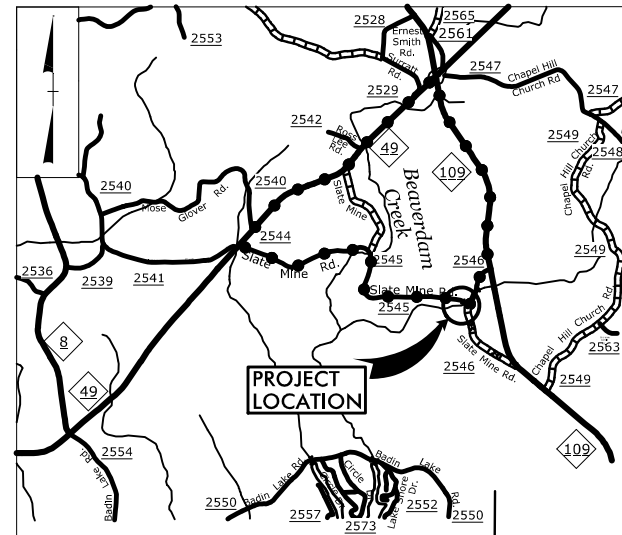 2528
2565
Ernest
Smith
Rd.
2561
2553
Surratt
Rd.
2547
Chapel Hill
Church Rd
2529
2547
2542
Ross
Lee
Rd.
49
2549
2548
Chapel Hill Church
Rd.
109
2540
2540
Slate
Mine
Beaverdam
Creek
Mose
Glover
Rd.
2544
Slate
Mine
Rd.
2545
2546
2549
2536
2539
2541
Slate Mine Rd.
2545
8
49
2546
Slate Mine Rd.
Chapel Hill Church Rd.
2563
PROJECT
LOCATION
2549
109
2554
Badin
Lake Rd.
2550
Badin Lake Rd.
Circle Dr.
Circle
Badin
Lake
Rd.
Lake Shore
Dr.
2557
2573
2552
2550